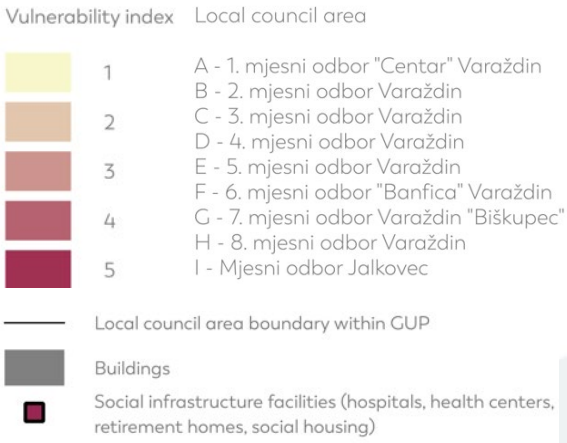 Vulnerability index Local council area
1
2
3
4
5
A - 1. mjesni odbor "Centar" Varaždin
B - 2. mjesni odbor Varaždin
C - 3. mjesni odbor Varaždin
D - 4. mjesni odbor Varaždin
E - 5. mjesni odbor Varaždin
F - 6. mjesni odbor "Banfica" Varaždin
G - 7. mjesni odbor Varaždin "Biškupec"
H - 8. mjesni odbor Varaždin
I - Mjesni odbor Jalkovec
Local council area boundary within GUP
Buildings
Social infrastructure facilities (hospitals, health centers,
retirement homes, social housing)